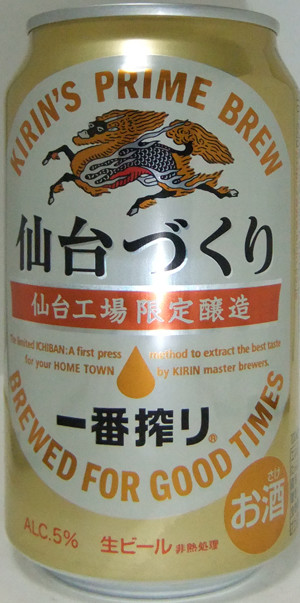 KIRIN'S PRIME BREW
仙台づくり
仙台工場限定醸造
The limited ICHIBAN: A first press method to extract the best taste
for your HOME TOWN by KIRIN master brewers.
一番搾り®
BREWED FOR GOOD TIMES
さけ
お酒
ALC.5% 生ビール 非熱処理